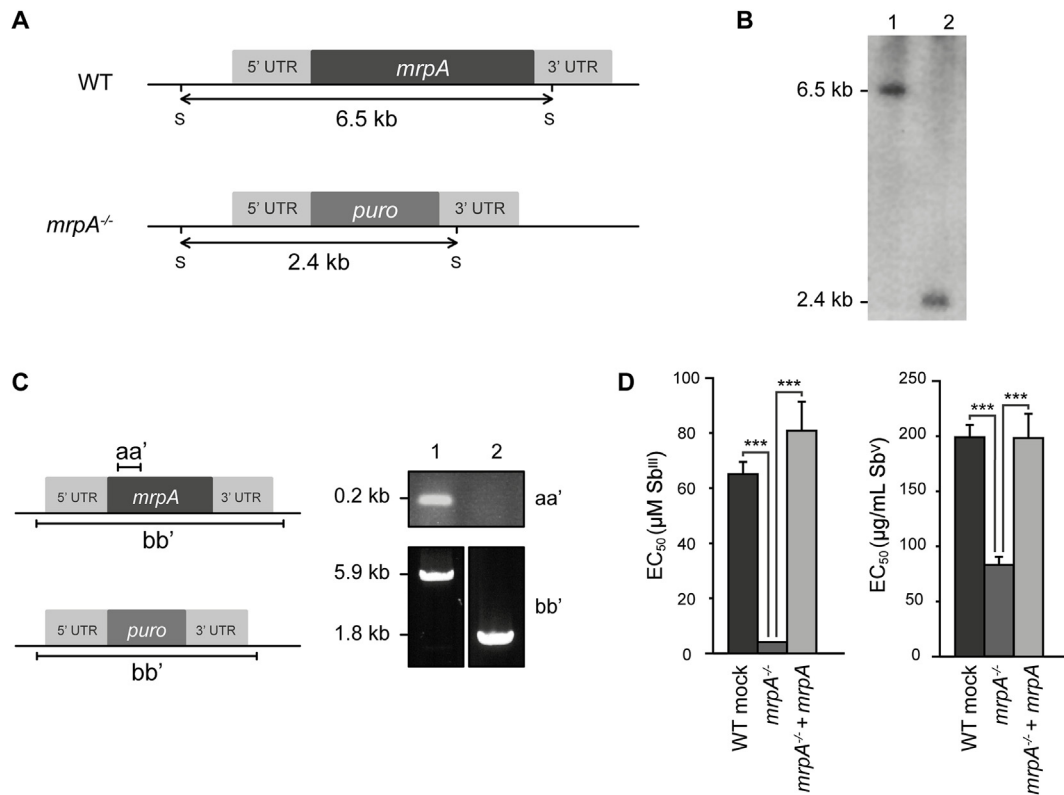 A
WT
5' UTR mrpA 3' UTR
S 6.5 kb S
mrpA-/-
5' UTR puro 3' UTR
S 2.4 kb S
B
1 2
6.5 kb
2.4 kb
C
aa'
5' UTR mrpA 3' UTR
bb'
5' UTR puro 3' UTR
bb'
1 2
0.2 kb aa'
5.9 kb
1.8 kb
bb'
D
EC50 (µM SbIII)
100
80
60
40
20
0
*** ***
WT mock
mrpA-/-
mrpA-/- + mrpA
EC50 (µg/mL SbV)
250
200
150
100
50
0
*** ***
WT mock
mrpA-/-
mrpA-/- + mrpA